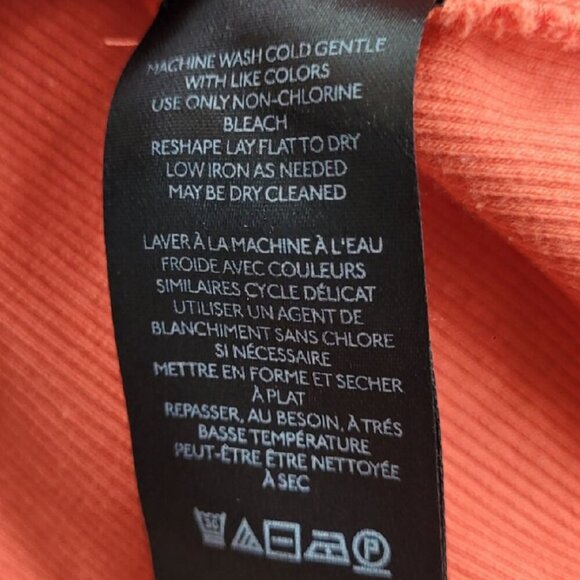 MACHINE WASH COLD GENTLE
WITH LIKE COLORS
USE ONLY NON-CHLORINE
BLEACH
RESHAPE LAY FLAT TO DRY
LOW IRON AS NEEDED
MAY BE DRY CLEANED
LAVER À LA MACHINE À L'EAU
FROIDE AVEC COULEURS
SIMILAIRES CYCLE DÉLICAT
UTILISER UN AGENT DE
BLANCHIMENT SANS CHLORE
SI NÉCESSAIRE
METTRE EN FORME ET SECHER
À PLAT
REPASSER, AU BESOIN, À TRÉS
BASSE TEMPÉRATURE
PEUT-ÊTRE ÊTRE NETTOYÉE
À SEC
P